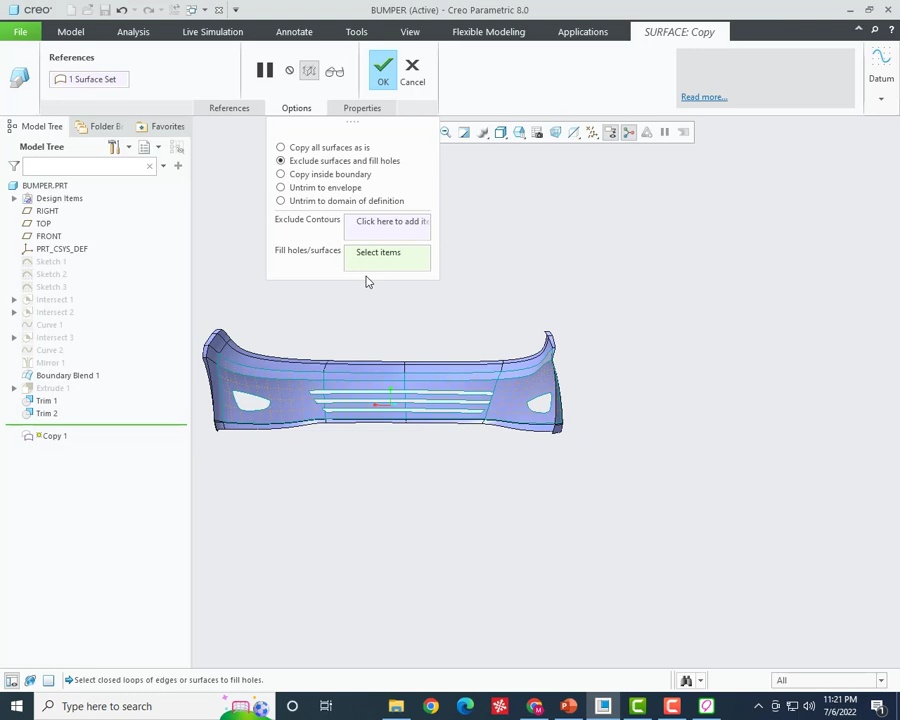 creo
BUMPER (Active) - Creo Parametric 8.0
File Model Analysis Live Simulation Annotate Tools View Flexible Modeling Applications SURFACE: Copy
References
1 Surface Set
OK
Cancel
Read more...
Datum
References Options Properties
Model Tree Folder B Favorites
Model Tree
BUMPER.PRT
Design Items
RIGHT
TOP
FRONT
PRT_CSYS_DEF
Sketch 1
Sketch 2
Sketch 3
Intersect 1
Intersect 2
Curve 1
Intersect 3
Curve 2
Mirror 1
Boundary Blend 1
Extrude 1
Trim 1
Trim 2
Copy 1
Copy all surfaces as is
Exclude surfaces and fill holes
Copy inside boundary
Untrim to envelope
Untrim to domain of definition
Exclude Contours Click here to add ite
Fill holes/surfaces Select items
Select closed loops of edges or surfaces to fill holes.
All
Type here to search
11:21 PM
7/6/2022